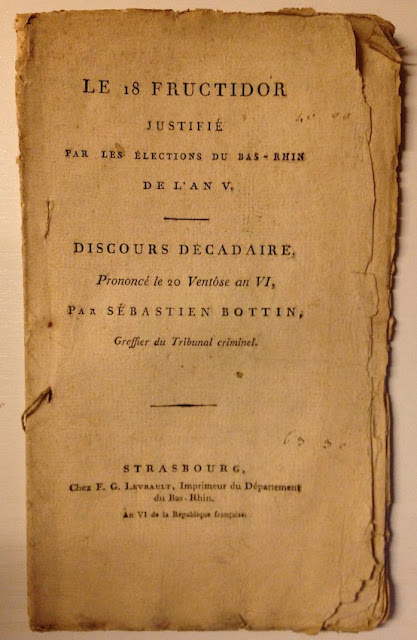 LE 18 FRUCTIDOR
JUSTIFIÉ
PAR LES ÉLECTIONS DU BAS-RHIN
DE L'AN V.
DISCOURS DÉCADAIRE,
Prononcé le 20 Ventôse an VI,
PAR SÉBASTIEN BOTTIN,
Greffier du Tribunal criminel.
STRASBOURG,
Chez F. G. LEVRAULT, Imprimeur du Département
du Bas-Rhin.
An VI de la République française.